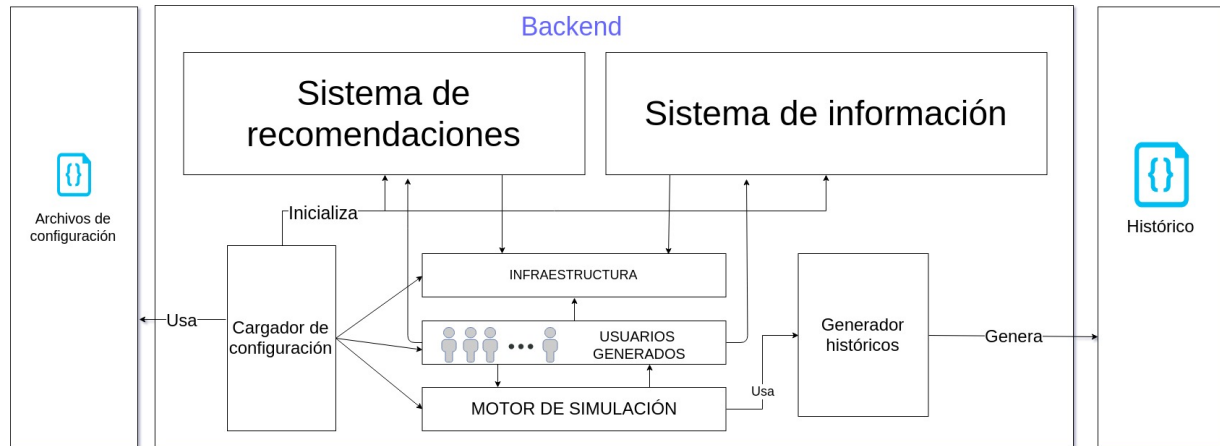 Backend
Sistema de
recomendaciones
Sistema de información
{}
Archivos de
configuración
{}
Histórico
Inicializa
INFRAESTRUCTURA
Usa
Cargador de
configuración
USUARIOS
GENERADOS
Generador
históricos
Genera
Usa
MOTOR DE SIMULACIÓN